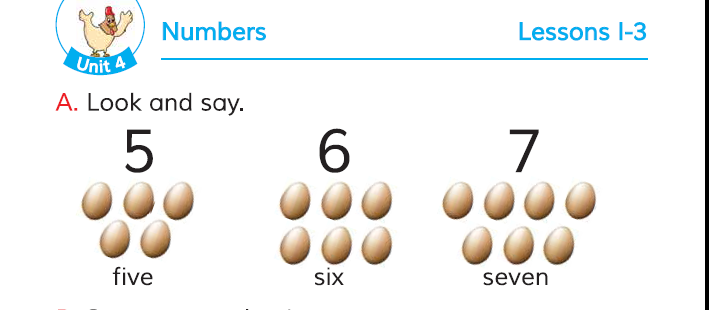 Numbers
Lessons 1-3
Unit 4
A. Look and say.
5 6 7
five six seven